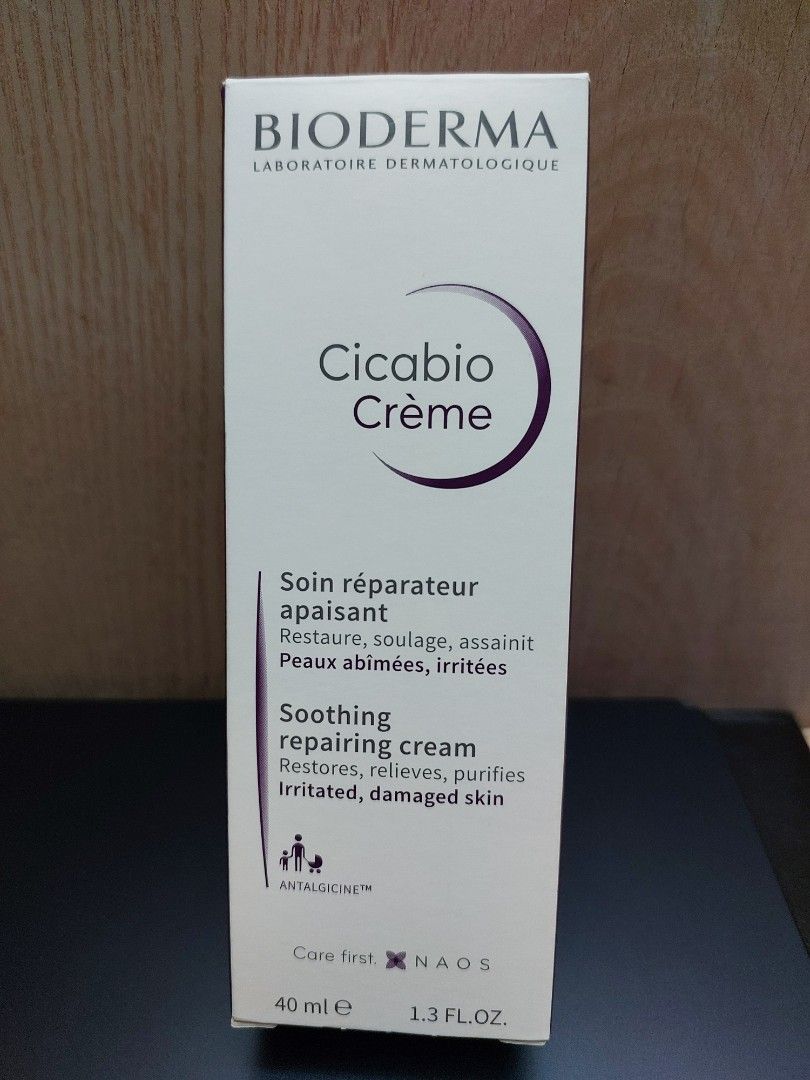 BIODERMA
LABORATOIRE DERMATOLOGIQUE
Cicabio
Crème
Soin réparateur
apaisant
Restaure, soulage, assainit
Peaux abîmées, irritées
Soothing
repairing cream
Restores, relieves, purifies
Irritated, damaged skin
ANTALGICINE™
Care first. NAOS
40 ml ℮ 1.3 FL.OZ.